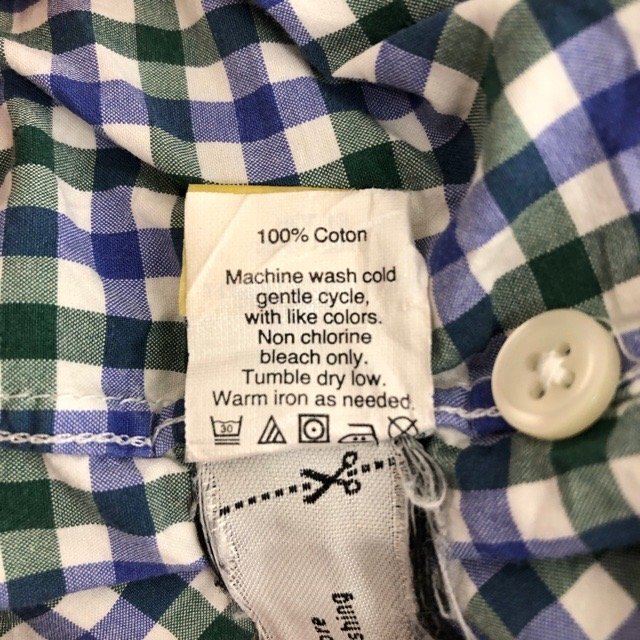 100% Coton
Machine wash cold
gentle cycle,
with like colors.
Non chlorine
bleach only.
Tumble dry low.
Warm iron as needed.
30